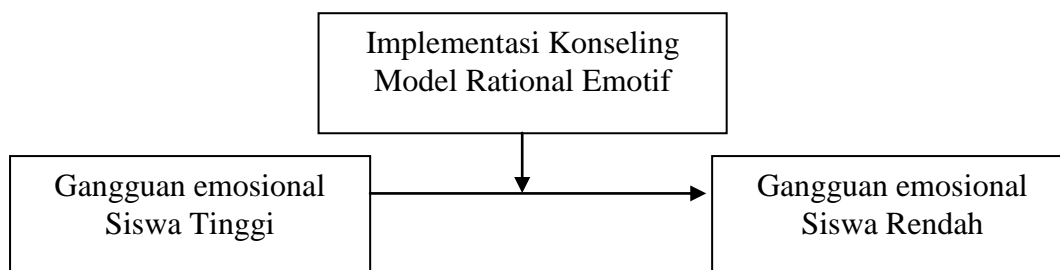 Implementasi Konseling
Model Rational Emotif
Gangguan emosional
Siswa Tinggi
Gangguan emosional
Siswa Rendah